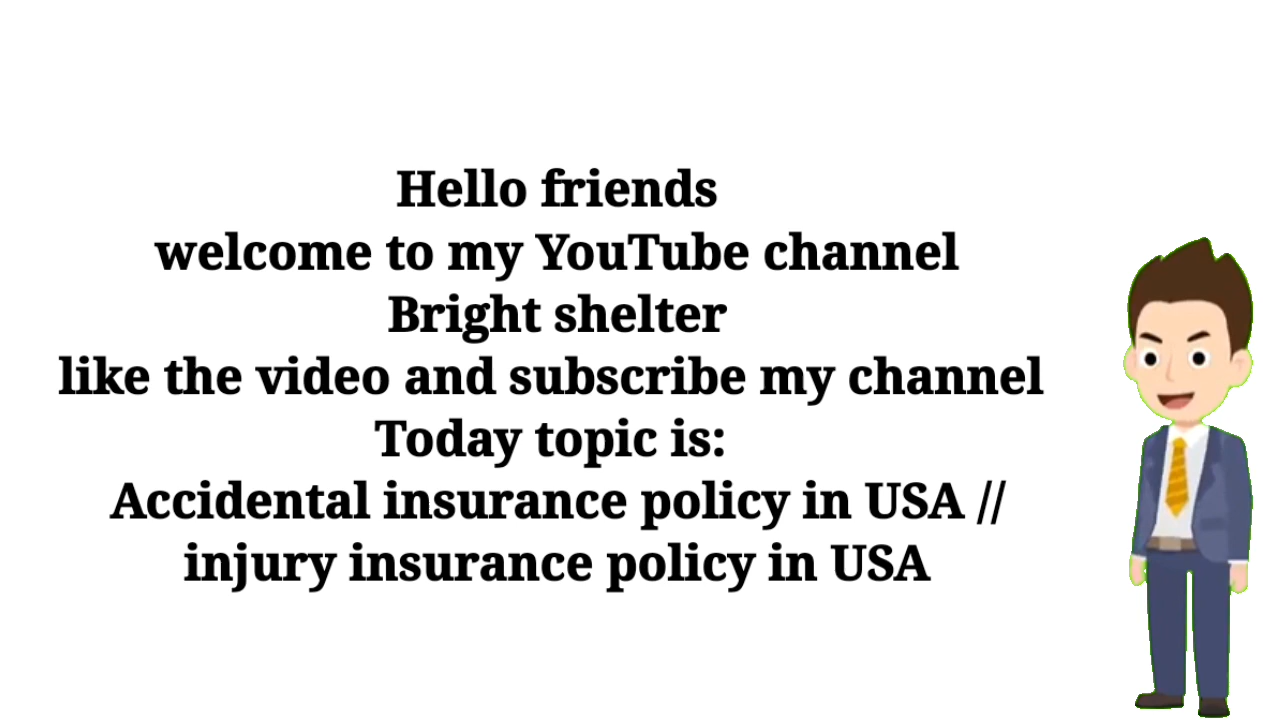 Hello friends
welcome to my YouTube channel
Bright shelter
like the video and subscribe my channel
Today topic is:
Accidental insurance policy in USA //
injury insurance policy in USA